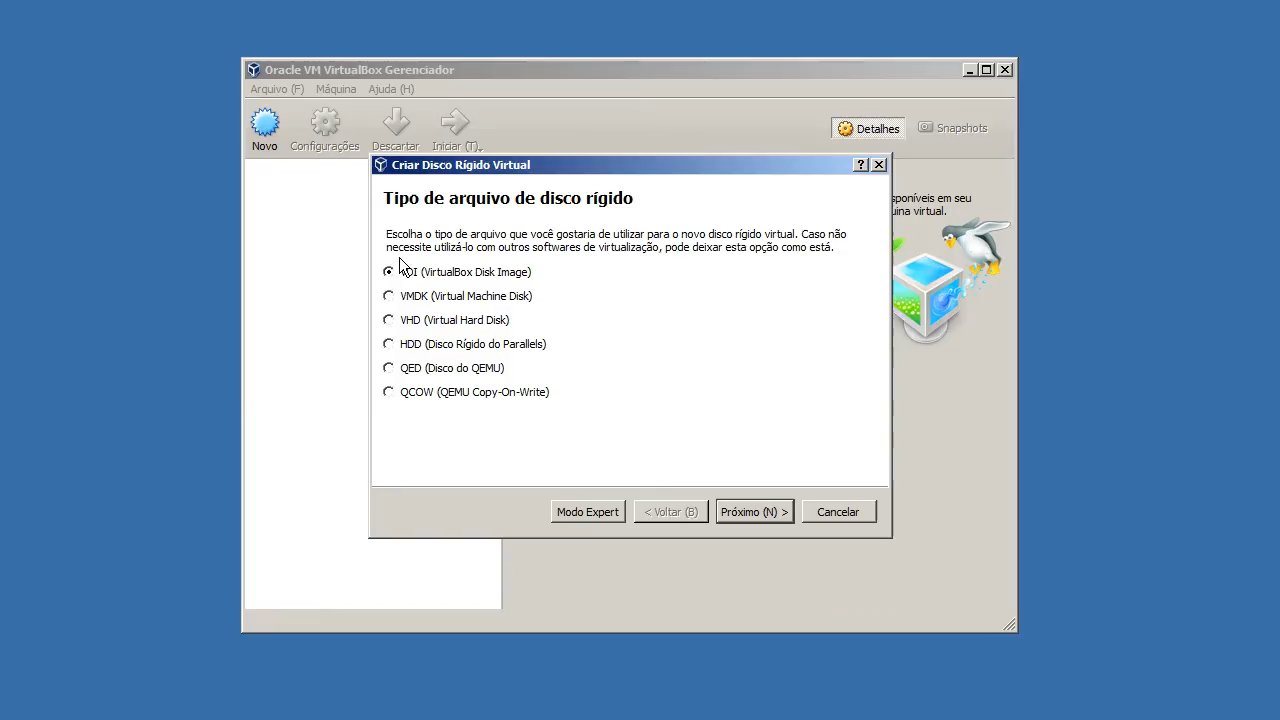 Oracle VM VirtualBox Gerenciador
Arquivo (F) Máquina Ajuda (H)
Novo Configurações Descartar Iniciar (T)
Detalhes Snapshots
Criar Disco Rígido Virtual
Tipo de arquivo de disco rígido
Escolha o tipo de arquivo que você gostaria de utilizar para o novo disco rígido virtual. Caso não
necessite utilizá-lo com outros softwares de virtualização, pode deixar esta opção como está.
em seu
virtual.
(VirtualBox Disk Image)
VMDK (Virtual Machine Disk)
VHD (Virtual Hard Disk)
HDD (Disco Rígido do Parallels)
QED (Disco do QEMU)
QCOW (QEMU Copy-On-Write)
Modo Expert < Voltar (B) Próximo (N) > Cancelar